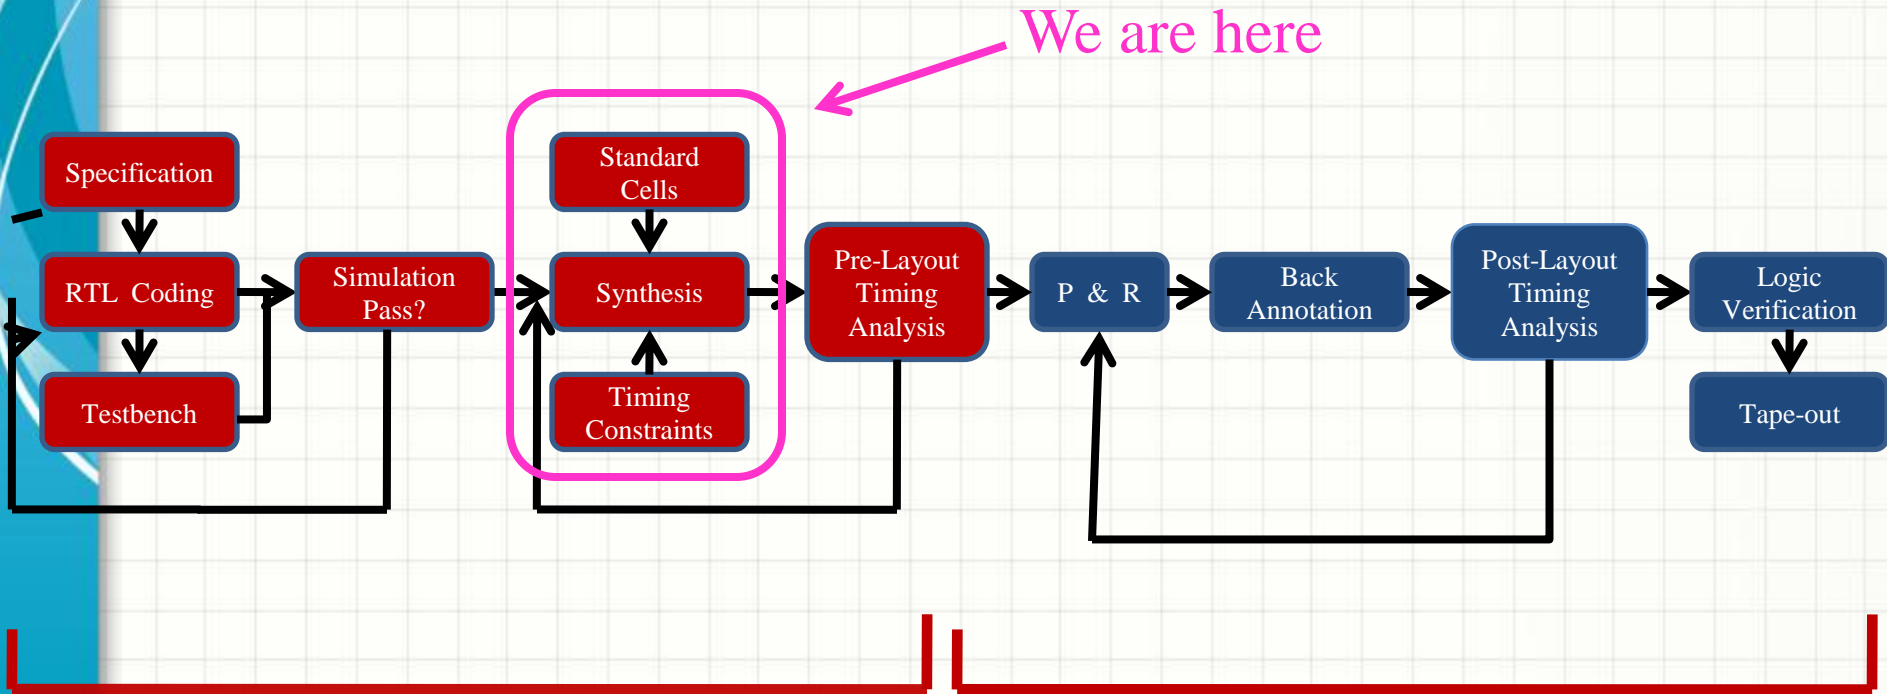 We are here
Specification
RTL Coding
Testbench
Simulation
Pass?
Standard
Cells
Synthesis
Timing
Constraints
Pre-Layout
Timing
Analysis
P & R
Back
Annotation
Post-Layout
Timing
Analysis
Logic
Verification
Tape-out